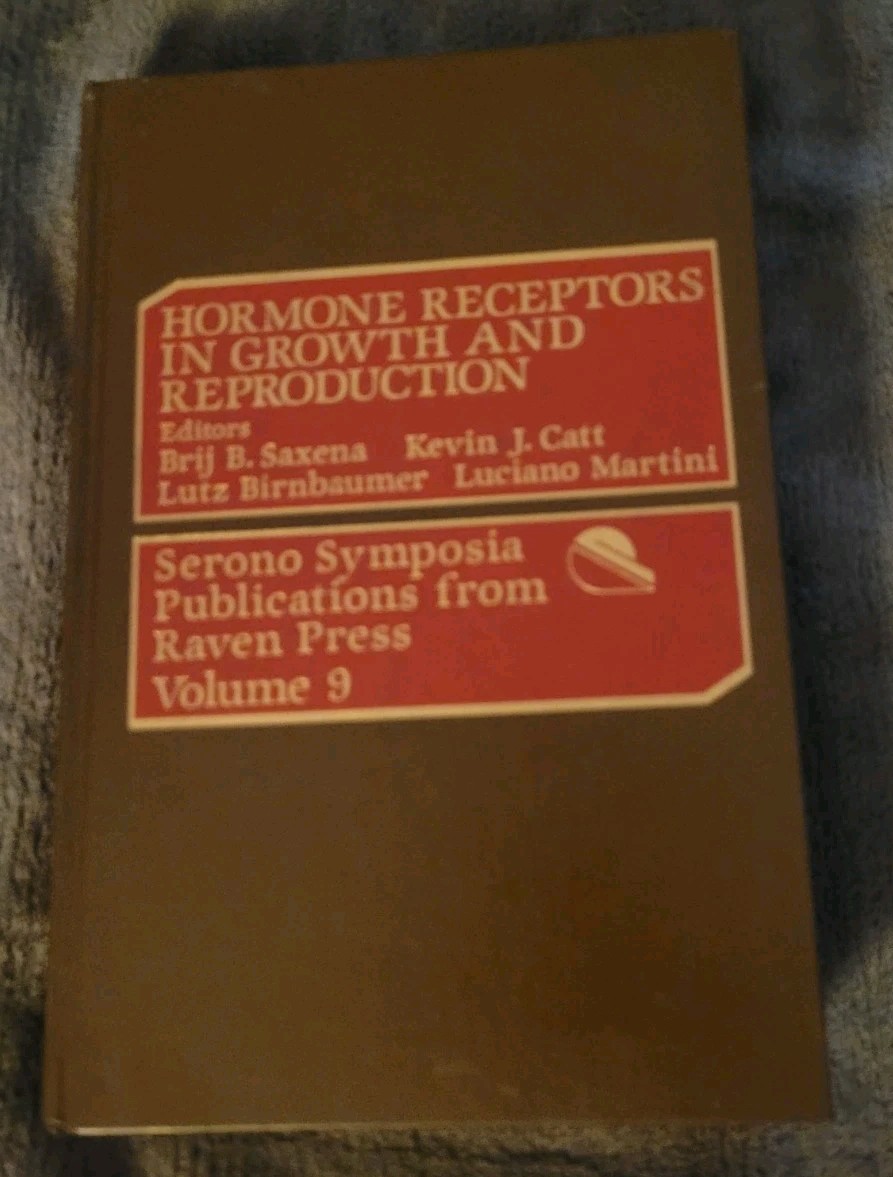 HORMONE RECEPTORS
IN GROWTH AND
REPRODUCTION
Editors
Brij B. Saxena Kevin J. Catt
Lutz Birnbaumer Luciano Martini
Serono Symposia
Publications from
Raven Press
Volume 9